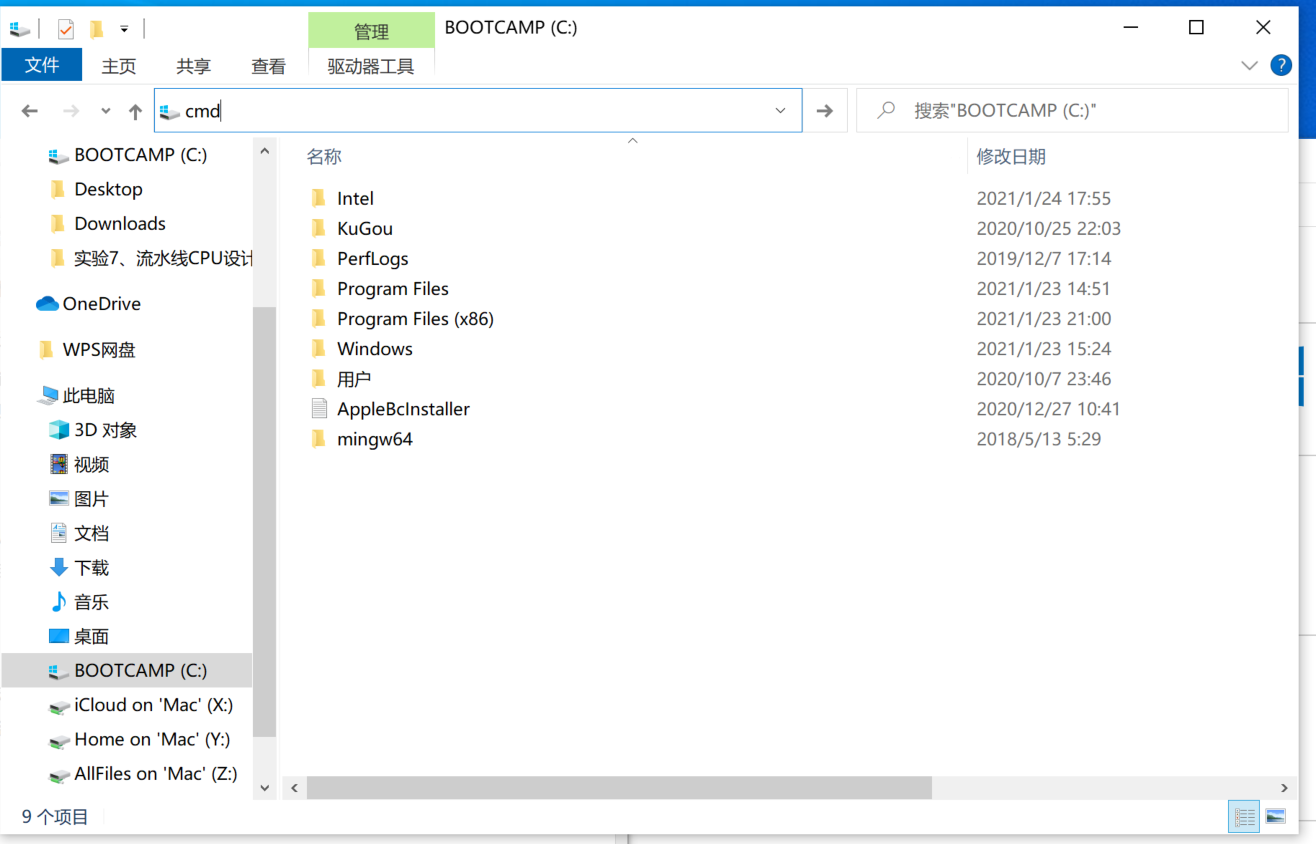 管理
BOOTCAMP (C:)
文件
主页
共享
查看
驱动器工具
cmd
搜索"BOOTCAMP (C:)"
BOOTCAMP (C:)
Desktop
Downloads
实验7、流水线CPU设计
OneDrive
WPS网盘
此电脑
3D 对象
视频
图片
文档
下载
音乐
桌面
BOOTCAMP (C:)
iCloud on 'Mac' (X:)
Home on 'Mac' (Y:)
AllFiles on 'Mac' (Z:)
名称 修改日期
Intel 2021/1/24 17:55
KuGou 2020/10/25 22:03
PerfLogs 2019/12/7 17:14
Program Files 2021/1/23 14:51
Program Files (x86) 2021/1/23 21:00
Windows 2021/1/23 15:24
用户 2020/10/7 23:46
AppleBcInstaller 2020/12/27 10:41
mingw64 2018/5/13 5:29
9 个项目